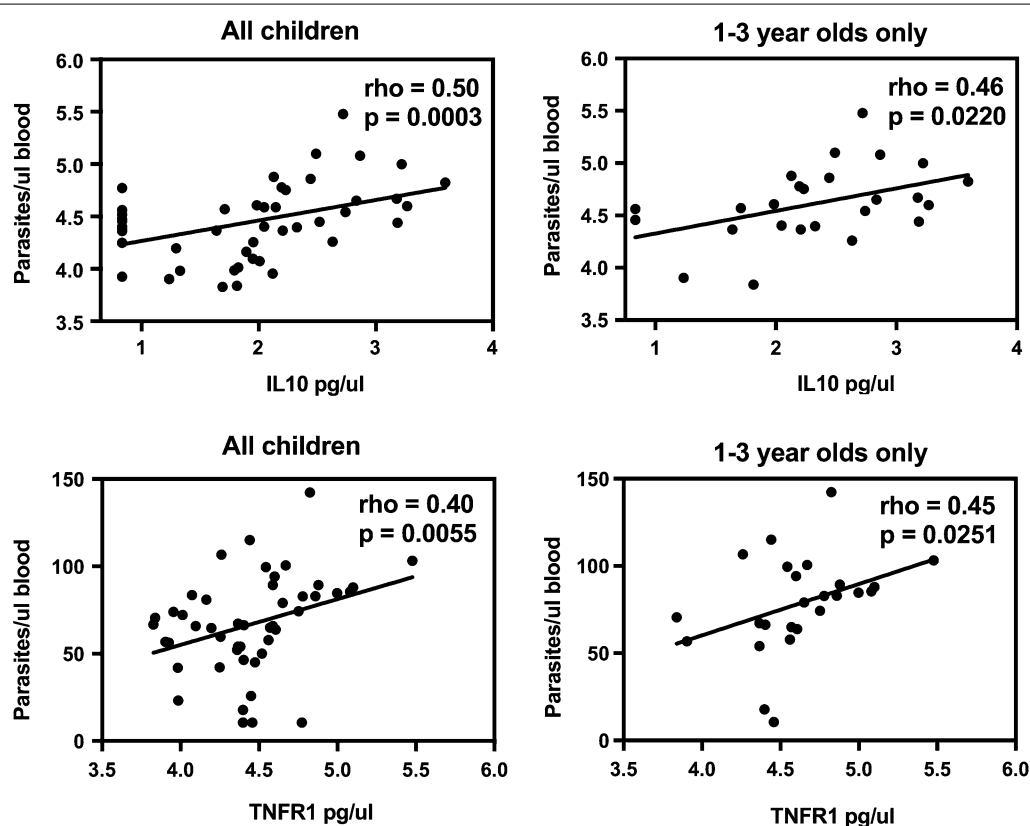 All children
rho = 0.50
p = 0.0003
Parasites/ul blood
6.0
5.5
5.0
4.5
4.0
3.5
1
2
3
4
IL10 pg/ul
1-3 year olds only
rho = 0.46
p = 0.0220
Parasites/ul blood
6.0
5.5
5.0
4.5
4.0
3.5
1
2
3
4
IL10 pg/ul
All children
rho = 0.40
p = 0.0055
Parasites/ul blood
150
100
50
0
3.5
4.0
4.5
5.0
5.5
6.0
TNFR1 pg/ul
1-3 year olds only
rho = 0.45
p = 0.0251
Parasites/ul blood
150
100
50
0
3.5
4.0
4.5
5.0
5.5
6.0
TNFR1 pg/ul